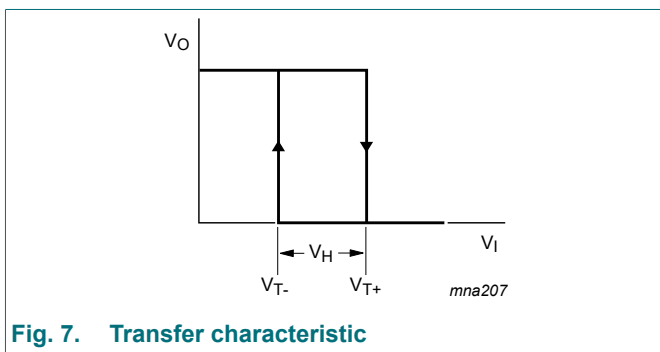 VO
VI
VH
VT-
VT+
mna207
Fig. 7. Transfer characteristic